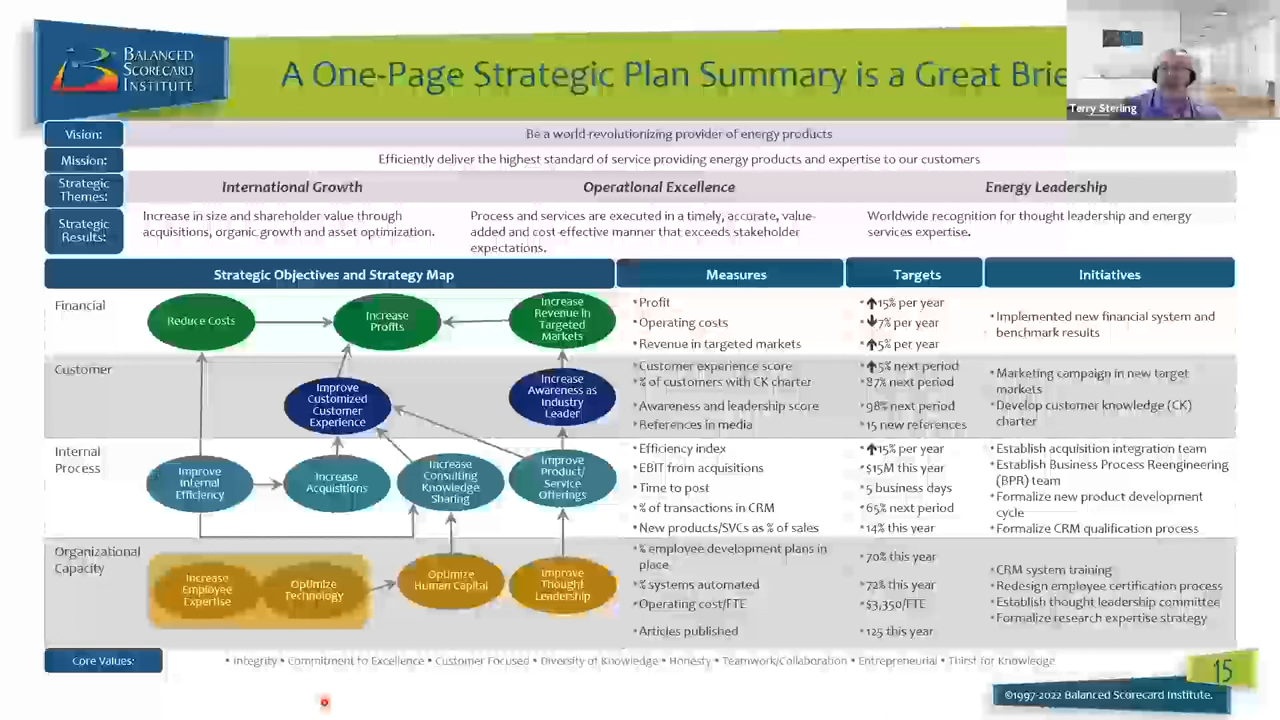 BALANCED
SCORECARD
INSTITUTE
A One-Page Strategic Plan Summary is a Great
Terry Sterling
Vision:
Be a world revolutionizing provider of energy products
Mission:
Efficiently deliver the highest standard of service providing energy products and expertise to our customers
Strategic
Themes:
International Growth
Operational Excellence
Energy Leadership
Strategic
Results:
Increase in size and shareholder value through
acquisitions, organic growth and asset optimization.
Process and services are executed in a timely, accurate, value-
added and cost-effective manner that exceeds stakeholder
expectations.
Worldwide recognition for thought leadership and energy
services expertise.
Strategic Objectives and Strategy Map
Measures
Targets
Initiatives
Financial
Reduce Costs
Increase
Profits
Increase
Revenue in
Targeted
Markets
• Profit
• Operating costs
• Revenue in targeted markets
• ↑15% per year
• ↓7% per year
• ↑5% per year
• Implemented new financial system and
benchmark results
Customer
Improve
Customized
Customer
Experience
Increase
Awareness as
Industry
Leader
• Customer experience score
• % of customers with CK charter
• Awareness and leadership score
• References in media
• ↑5% next period
• 87% next period
• 98% next period
• 15 new references
• Marketing campaign in new target
markets
• Develop customer knowledge (CK)
charter
Internal
Process
Improve
Internal
Efficiency
Increase
Acquisitions
Increase
Consulting
Knowledge
Sharing
Improve
Product/
Service
Offerings
• Efficiency index
• EBIT from acquisitions
• Time to post
• % of transactions in CRM
• New products/SVCs as % of sales
• ↑15% per year
• $15M this year
• 5 business days
• 65% next period
• 14% this year
• Establish acquisition integration team
• Establish Business Process Reengineering
(BPR) team
• Formalize new product development
cycle
• Formalize CRM qualification process
Organizational
Capacity
Increase
Employee
Expertise
Optimize
Technology
Optimize
Human Capital
Improve
Thought
Leadership
• % employee development plans in
place
• % systems automated
• Operating cost/FTE
• Articles published
• 70% this year
• 72% this year
• $3,350/FTE
• 125 this year
• CRM system training
• Redesign employee certification process
• Establish thought leadership committee
• Formalize research expertise strategy
Core Values:
• Integrity • Commitment to Excellence • Customer Focused • Diversity of Knowledge • Honesty • Teamwork/Collaboration • Entrepreneurial • Thirst for Knowledge
15
©1997-2022 Balanced Scorecard Institute.